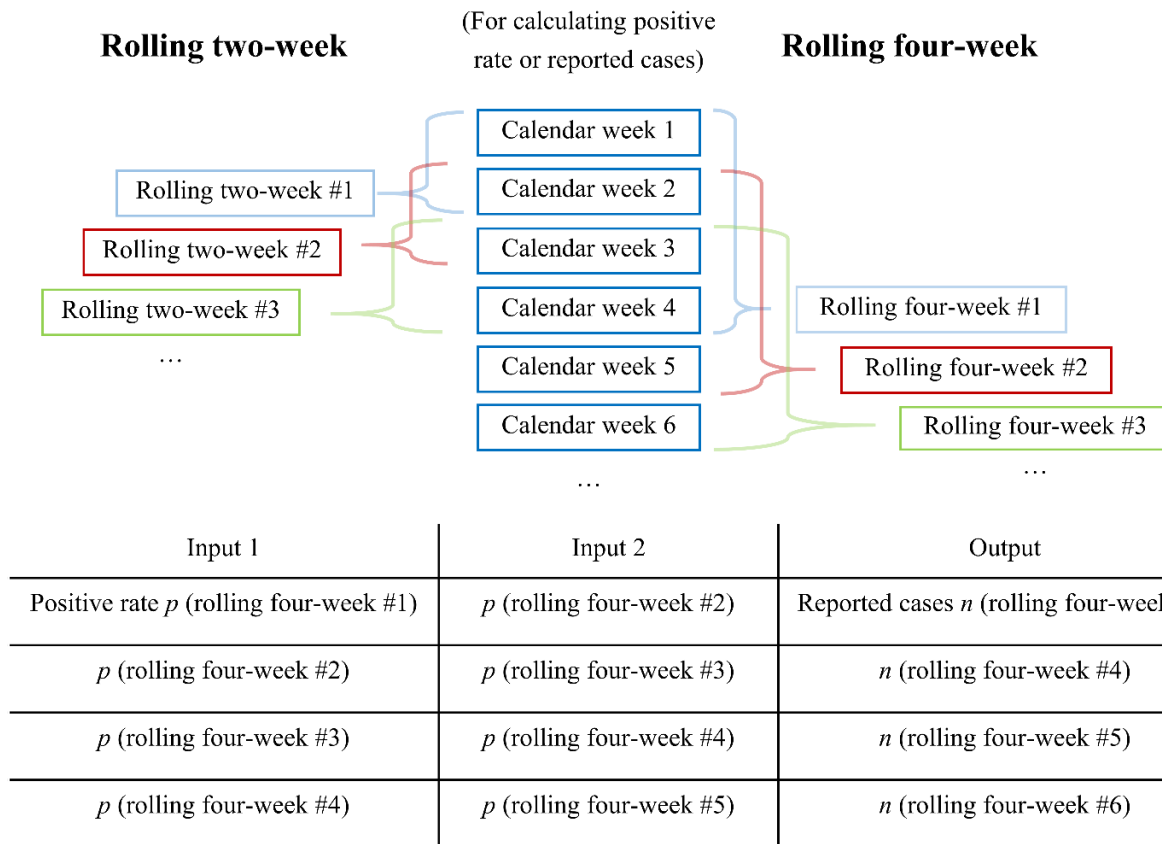 Rolling two-week
(For calculating positive
rate or reported cases)
Rolling four-week
Calendar week 1
Calendar week 2
Calendar week 3
Calendar week 4
Calendar week 5
Calendar week 6
…
Rolling two-week #1
Rolling two-week #2
Rolling two-week #3
…
Rolling four-week #1
Rolling four-week #2
Rolling four-week #3
…
Input 1 Input 2 Output
Positive rate p (rolling four-week #1) p (rolling four-week #2) Reported cases n (rolling four-week
p (rolling four-week #2) p (rolling four-week #3) n (rolling four-week #4)
p (rolling four-week #3) p (rolling four-week #4) n (rolling four-week #5)
p (rolling four-week #4) p (rolling four-week #5) n (rolling four-week #6)